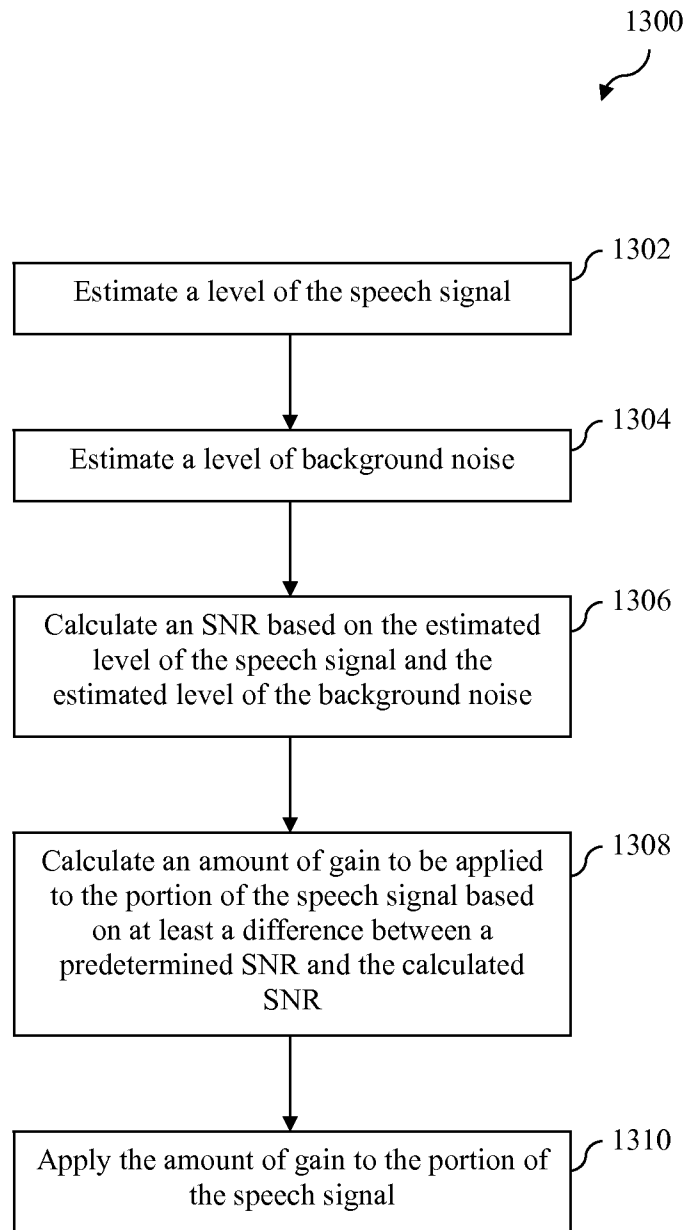 1300
1302
Estimate a level of the speech signal
1304
Estimate a level of background noise
1306
Calculate an SNR based on the estimated
level of the speech signal and the
estimated level of the background noise
1308
Calculate an amount of gain to be applied
to the portion of the speech signal based
on at least a difference between a
predetermined SNR and the calculated
SNR
1310
Apply the amount of gain to the portion of
the speech signal